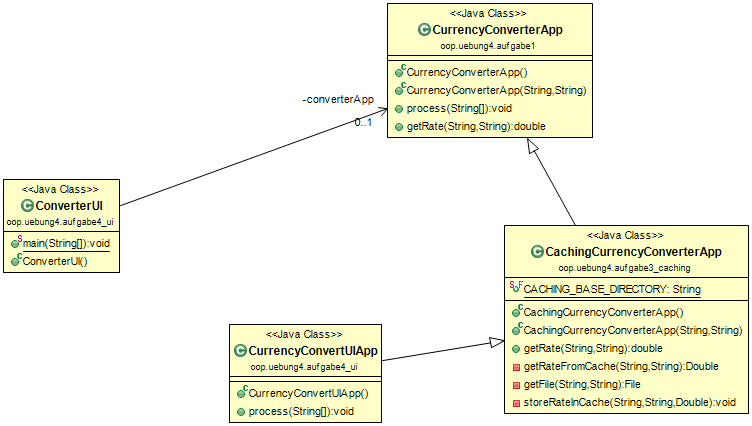 <<Java Class>>
CurrencyConverterApp
oop.uebung4.aufgabe1
CurrencyConverterApp()
CurrencyConverterApp(String,String)
process(String[]):void
getRate(String,String):double
-converterApp
0..1
<<Java Class>>
ConverterUI
oop.uebung4.aufgabe4_ui
main(String[]):void
ConverterUI()
<<Java Class>>
CachingCurrencyConverterApp
oop.uebung4.aufgabe3_caching
CACHING_BASE_DIRECTORY: String
CachingCurrencyConverterApp()
CachingCurrencyConverterApp(String,String)
getRate(String,String):double
getRateFromCache(String,String):Double
getFile(String,String):File
storeRateInCache(String,String,Double):void
<<Java Class>>
CurrencyConvertUIApp
oop.uebung4.aufgabe4_ui
CurrencyConvertUIApp()
process(String[]):void